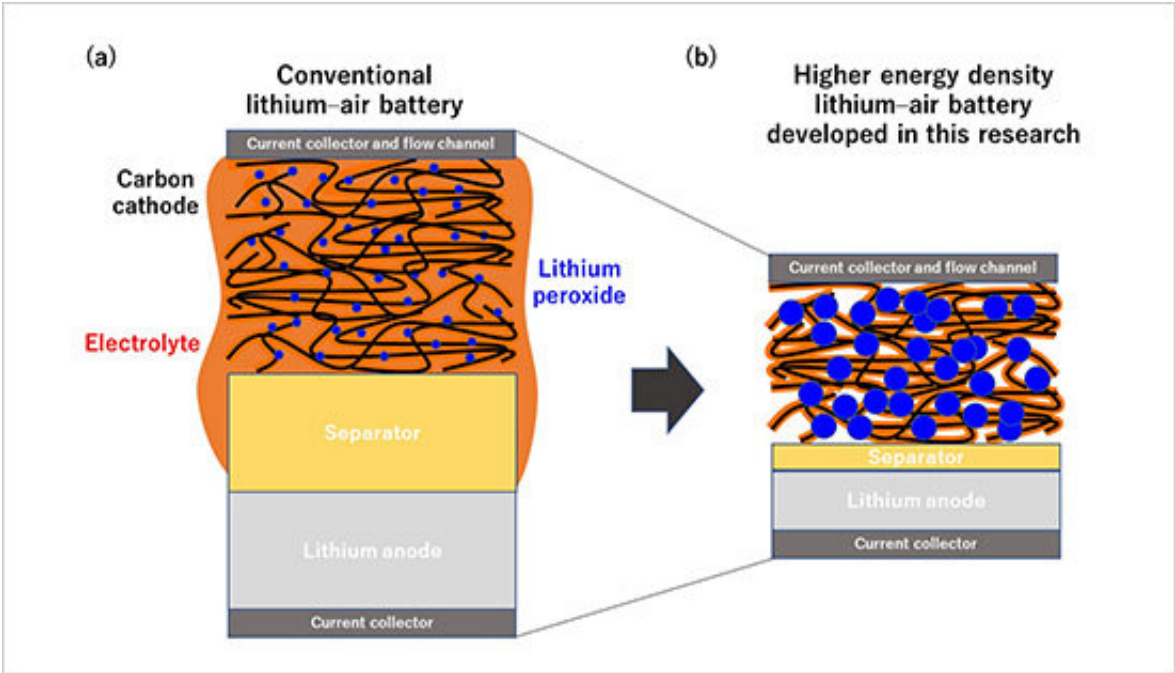 (a)
Conventional
lithium–air battery
Current collector and flow channel
Carbon
cathode
Lithium
peroxide
Electrolyte
Separator
Lithium anode
Current collector
(b)
Higher energy density
lithium–air battery
developed in this research
Current collector and flow channel
Separator
Lithium anode
Current collector